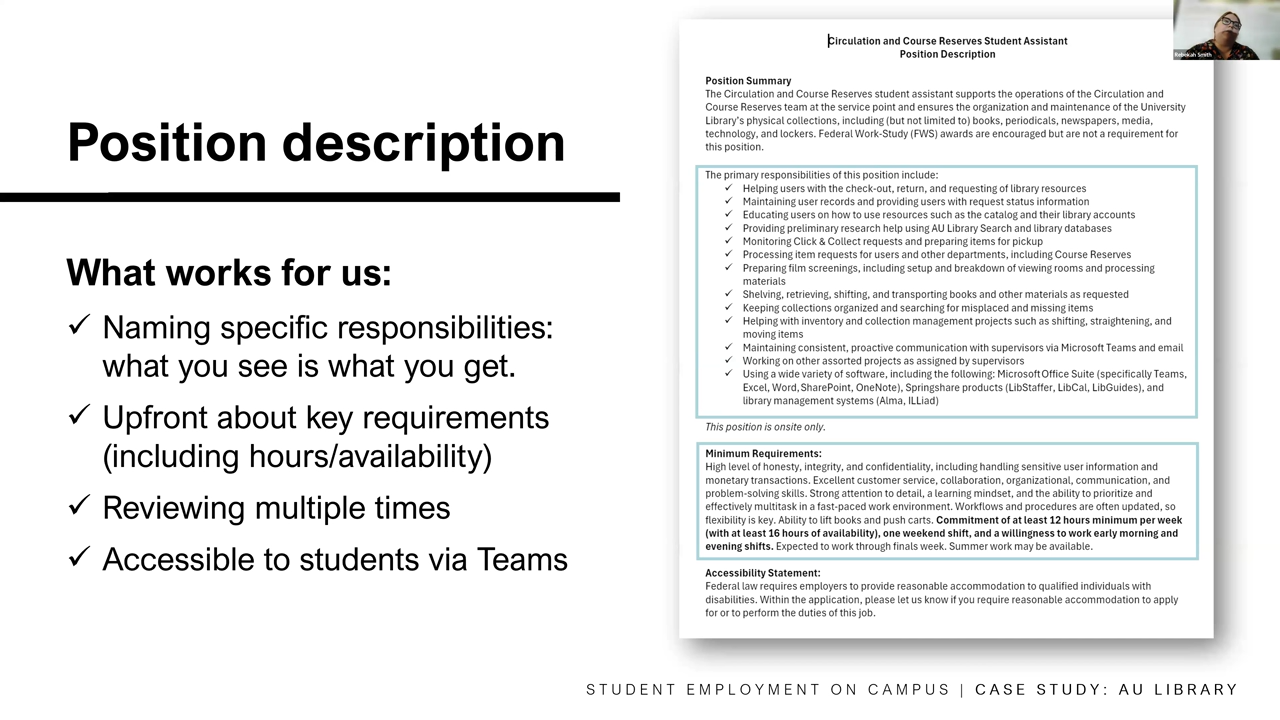 Position description
What works for us:
✓ Naming specific responsibilities:
what you see is what you get.
✓ Upfront about key requirements
(including hours/availability)
✓ Reviewing multiple times
✓ Accessible to students via Teams
Circulation and Course Reserves Student Assistant
Position Description
Position Summary
The Circulation and Course Reserves student assistant supports the operations of the Circulation and
Course Reserves team at the service point and ensures the organization and maintenance of the University
Library's physical collections, including (but not limited to) books, periodicals, newspapers, media,
technology, and lockers. Federal Work-Study (FWS) awards are encouraged but are not a requirement for
this position.
The primary responsibilities of this position include:
✓ Helping users with the check-out, return, and requesting of library resources
✓ Maintaining user records and providing users with request status information
✓ Educating users on how to use resources such as the catalog and their library accounts
✓ Providing preliminary research help using AU Library Search and library databases
✓ Monitoring Click & Collect requests and preparing items for pickup
✓ Processing item requests for users and other departments, including Course Reserves
✓ Preparing film screenings, including setup and breakdown of viewing rooms and processing
materials
✓ Shelving, retrieving, shifting, and transporting books and other materials as requested
✓ Keeping collections organized and searching for misplaced and missing items
✓ Helping with inventory and collection management projects such as shifting, straightening, and
moving items
✓ Maintaining consistent, proactive communication with supervisors via Microsoft Teams and email
✓ Working on other assorted projects as assigned by supervisors
✓ Using a wide variety of software, including the following: Microsoft Office Suite (specifically Teams,
Excel, Word, SharePoint, OneNote), Springshare products (LibStaffer, LibCal, LibGuides), and
library management systems (Alma, ILLiad)
This position is onsite only.
Minimum Requirements:
High level of honesty, integrity, and confidentiality, including handling sensitive user information and
monetary transactions. Excellent customer service, collaboration, organizational, communication, and
problem-solving skills. Strong attention to detail, a learning mindset, and the ability to prioritize and
effectively multitask in a fast-paced work environment. Workflows and procedures are often updated, so
flexibility is key. Ability to lift books and push carts. Commitment of at least 12 hours minimum per week
(with at least 16 hours of availability), one weekend shift, and a willingness to work early morning and
evening shifts. Expected to work through finals week. Summer work may be available.
Accessibility Statement:
Federal law requires employers to provide reasonable accommodation to qualified individuals with
disabilities. Within the application, please let us know if you require reasonable accommodation to apply
for or to perform the duties of this job.
Rebekah Smith
STUDENT EMPLOYMENT ON CAMPUS | CASE STUDY: AU LIBRARY